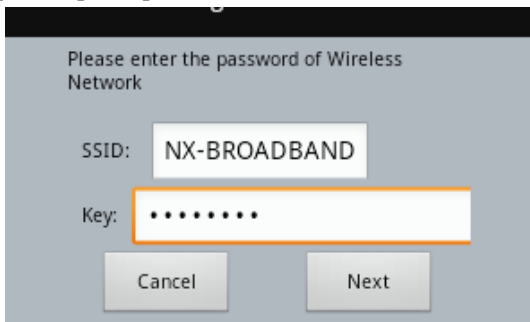 Please enter the password of Wireless
Network
SSID: NX-BROADBAND
Key: ••••••••
Cancel Next